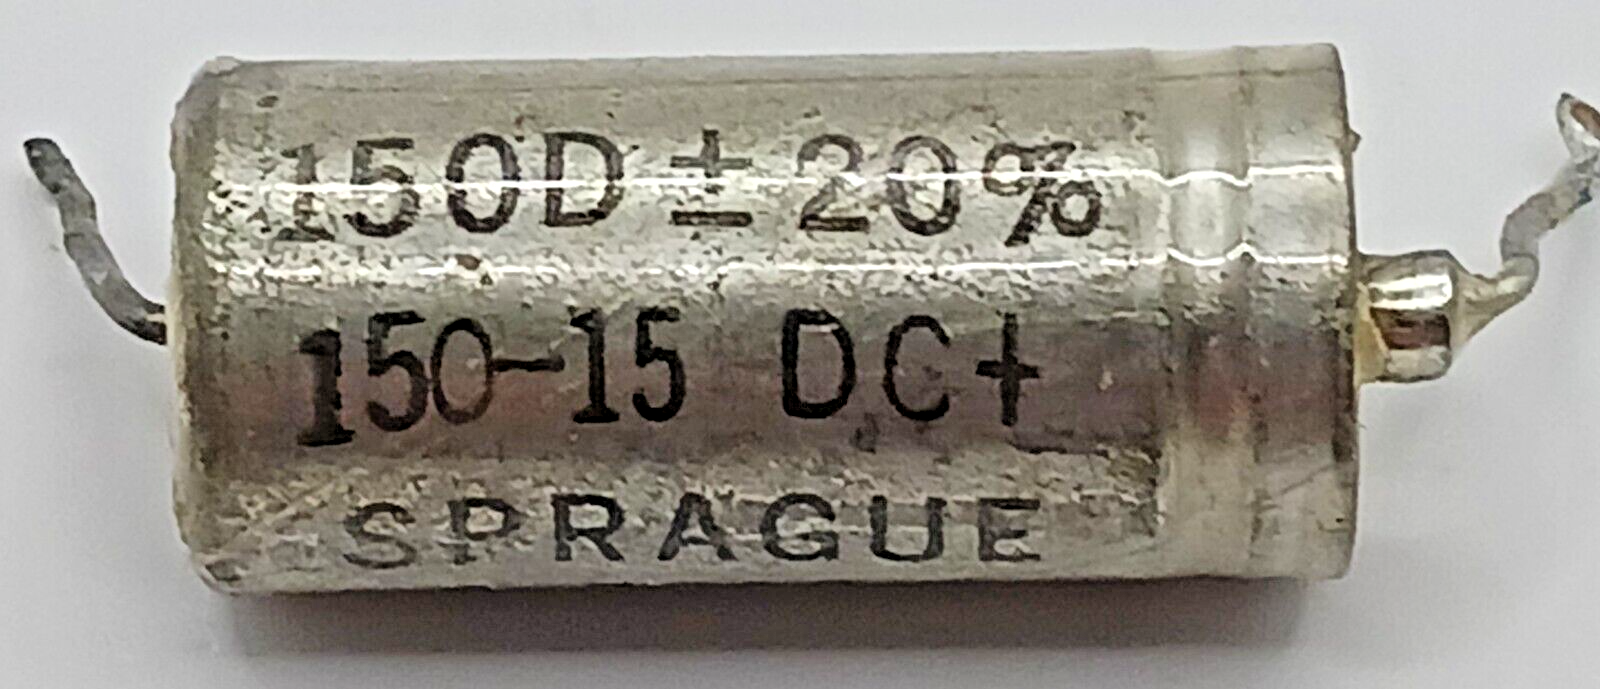 150D ± 20%
150-15 DC+
SPRAGUE